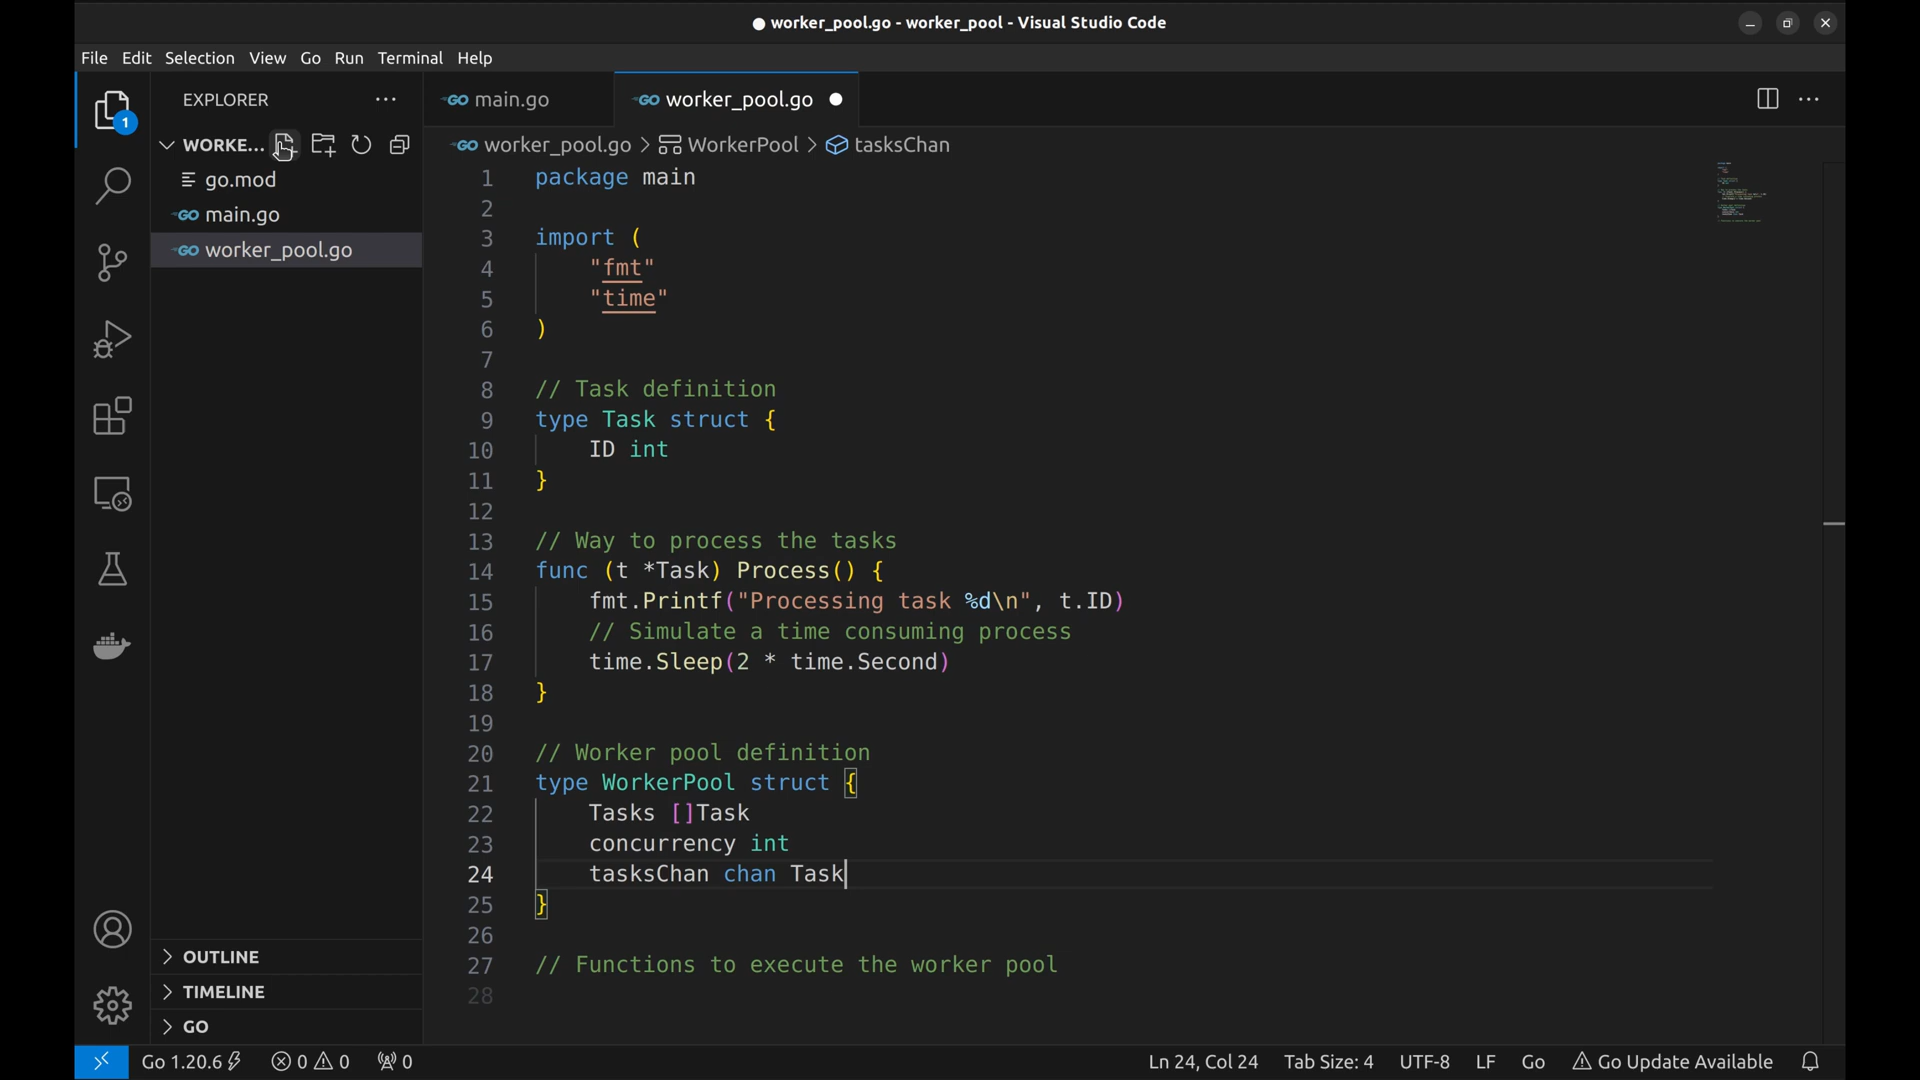 worker_pool.go - worker_pool - Visual Studio Code
File Edit Selection View Go Run Terminal Help
1
EXPLORER
WORKE...
go.mod
main.go
worker_pool.go
OUTLINE
TIMELINE
GO
GO main.go
GO worker_pool.go
GO worker_pool.go > WorkerPool > tasksChan
1 package main
2
3 import (
4 "fmt"
5 "time"
6 )
7
8 // Task definition
9 type Task struct {
10 ID int
11 }
12
13 // Way to process the tasks
14 func (t *Task) Process() {
15 fmt.Printf("Processing task %d\n", t.ID)
16 // Simulate a time consuming process
17 time.Sleep(2 * time.Second)
18 }
19
20 // Worker pool definition
21 type WorkerPool struct {
22 Tasks []Task
23 concurrency int
24 tasksChan chan Task
25 }
26
27 // Functions to execute the worker pool
28
Go 1.20.6 0 0 0 Ln 24, Col 24 Tab Size: 4 UTF-8 LF Go Go Update Available